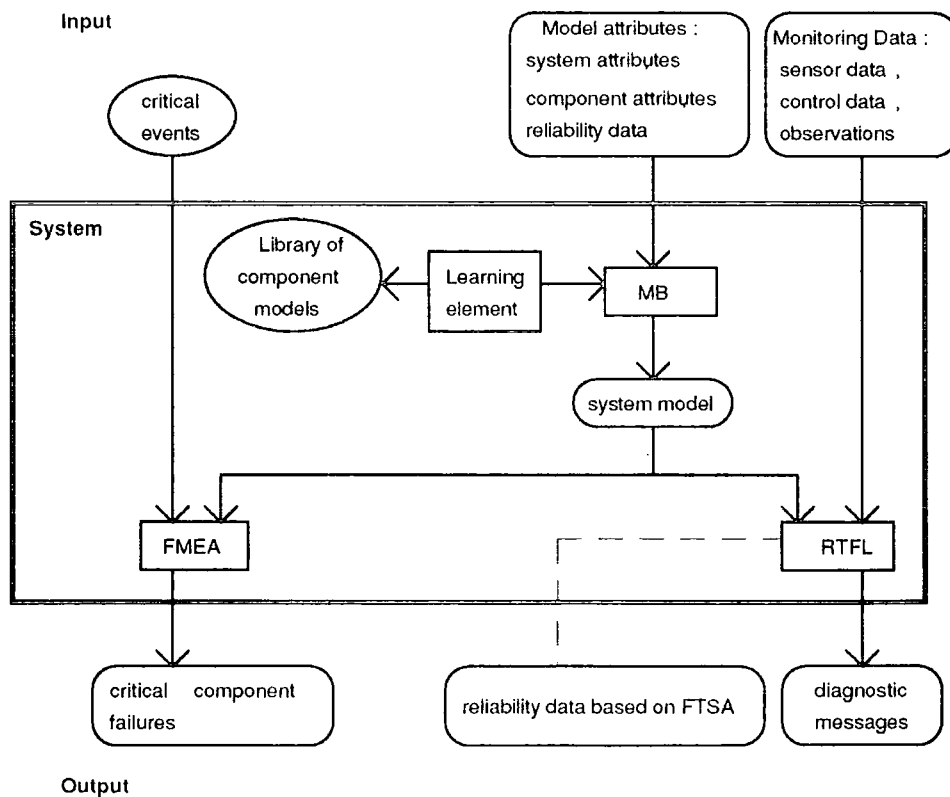 Input
critical
events
Model attributes :
system attributes
component attributes
reliability data
Monitoring Data :
sensor data ,
control data ,
observations
System
Library of
component
models
Learning
element
MB
system model
FMEA
RTFL
critical component
failures
reliability data based on FTSA
diagnostic
messages
Output